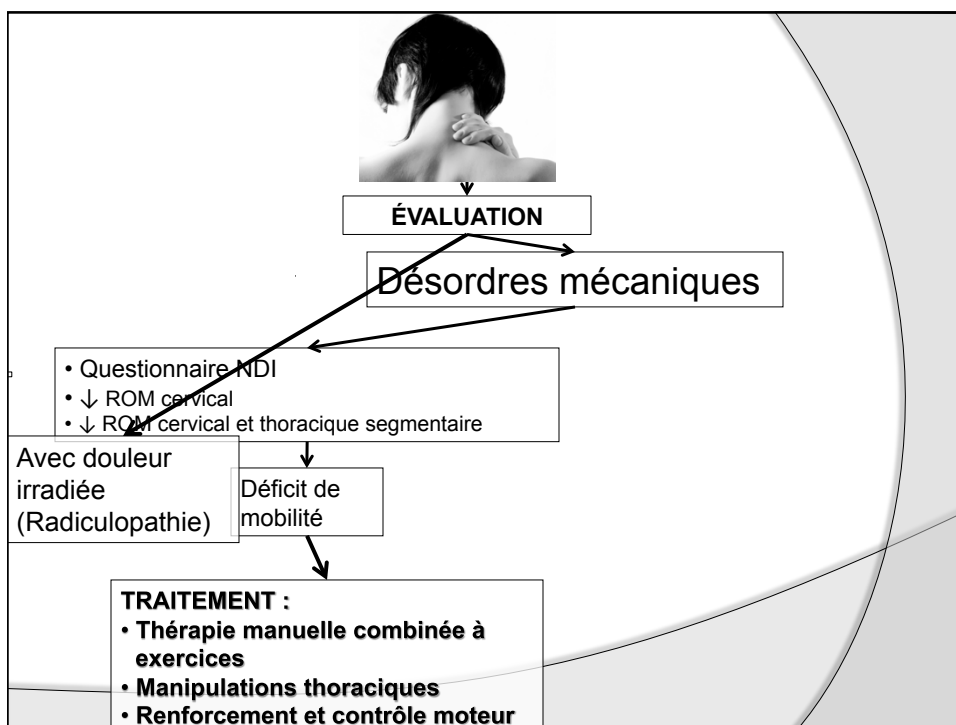 ÉVALUATION
Désordres mécaniques
• Questionnaire NDI
• ↓ ROM cervical
• ↓ ROM cervical et thoracique segmentaire
Avec douleur
irradiée
(Radiculopathie)
Déficit de
mobilité
TRAITEMENT :
• Thérapie manuelle combinée à
exercices
• Manipulations thoraciques
• Renforcement et contrôle moteur